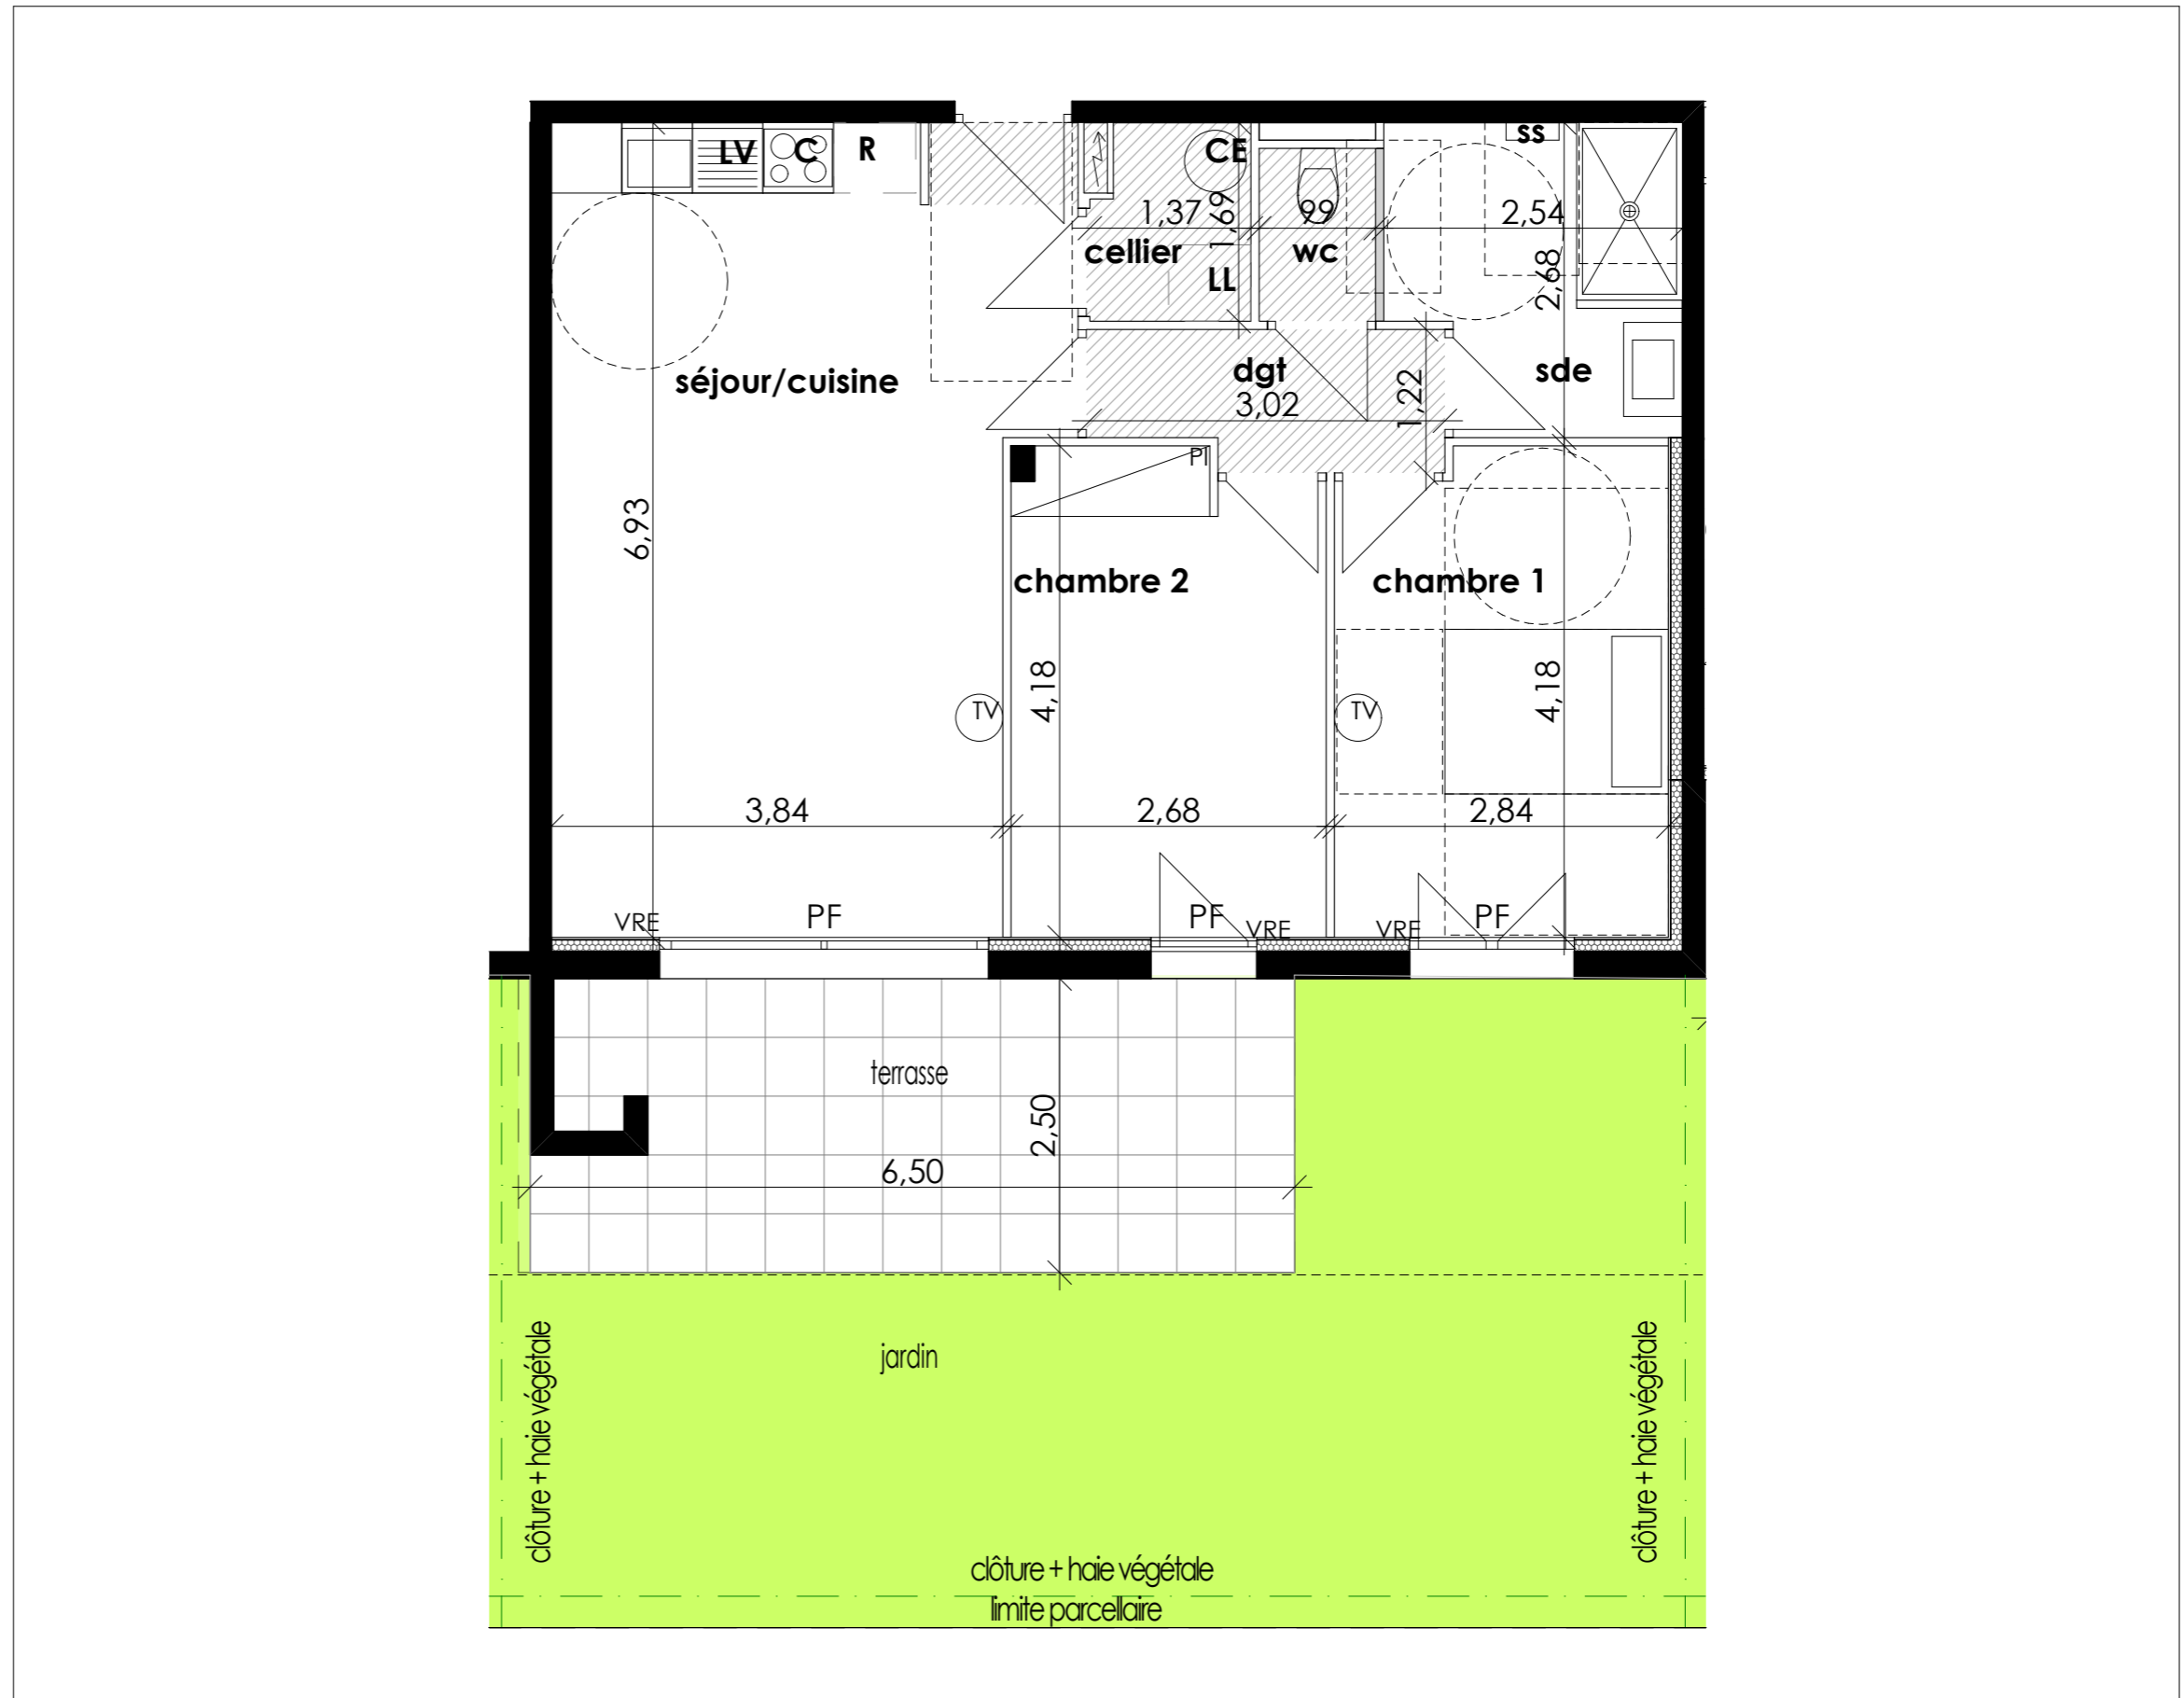 LV
C
R
CE
ss
1,37
1,69
99
2,54
cellier
wc
LL
2,68
séjour/cuisine
dgt
sde
3,02
1,22
Pl
6,93
chambre 2
chambre 1
4,18
4,18
TV
TV
3,84
2,68
2,84
VRE
PF
PF
VRE
VRE
PF
terrasse
2,50
6,50
jardin
clôture + haie végétale
clôture + haie végétale
clôture + haie végétale
limite parcellaire